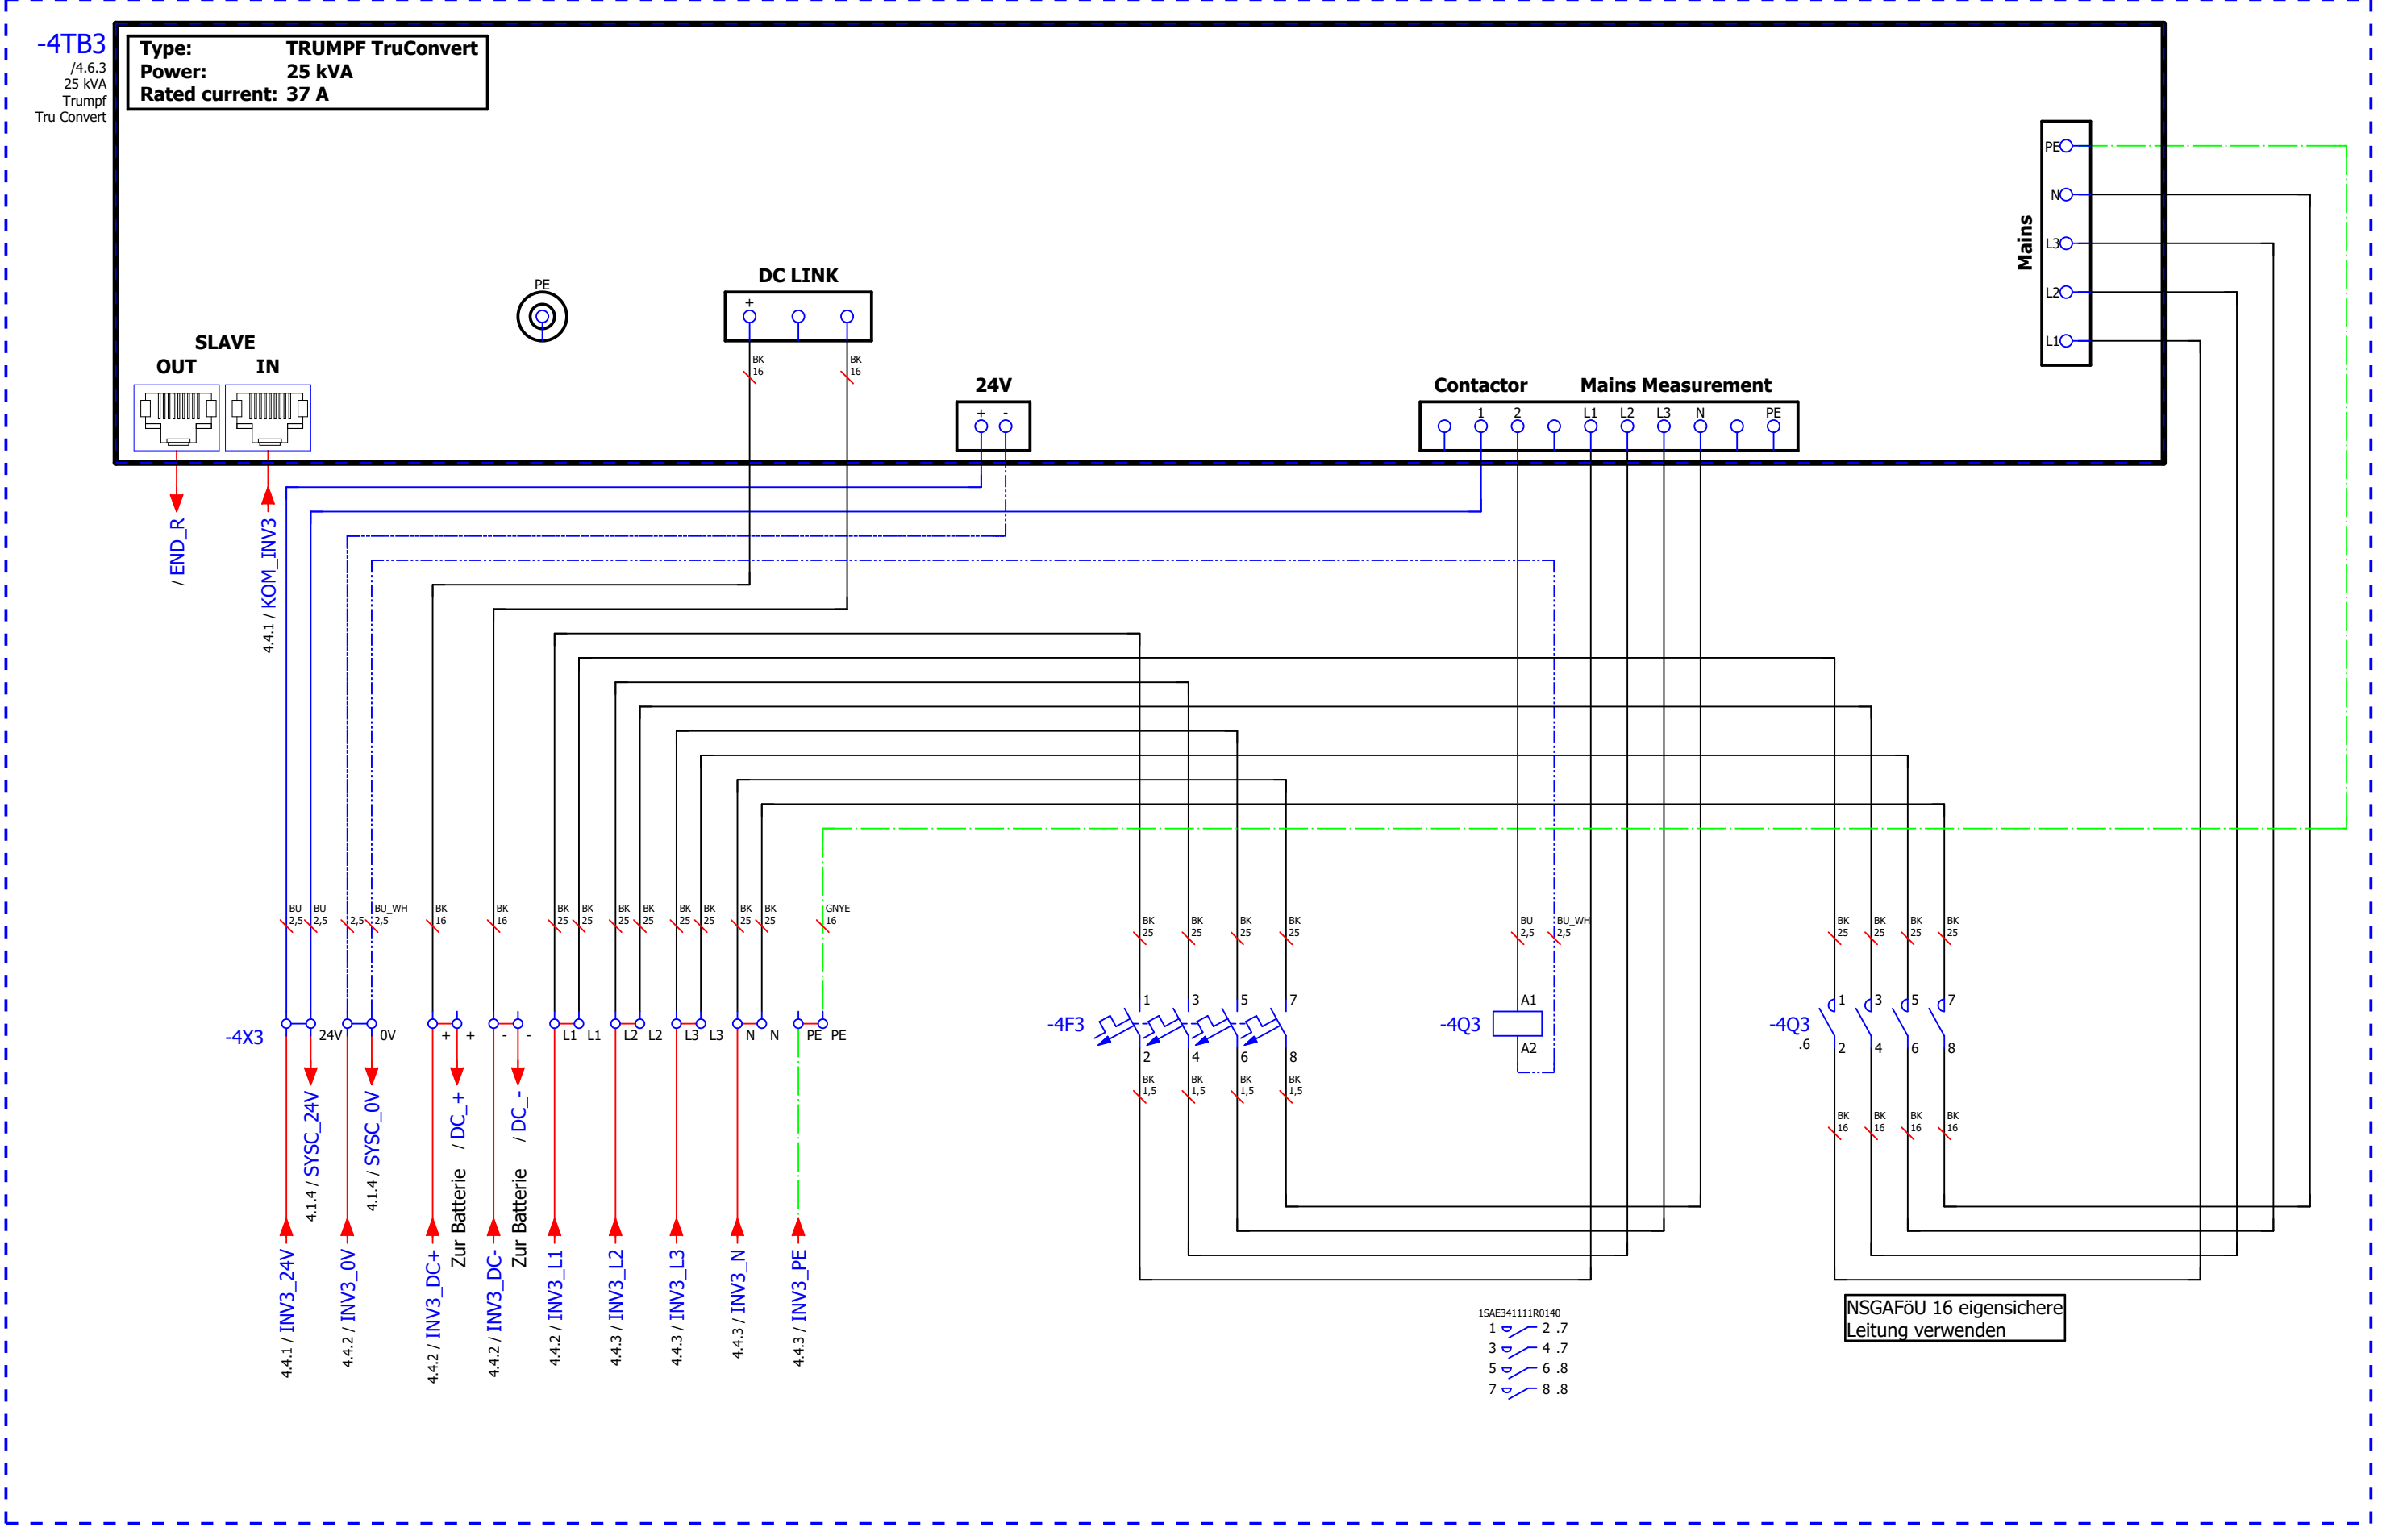 -4TB3
/4.6.3
25 kVA
Trumpf
Tru Convert
Type: TRUMPF TruConvert
Power: 25 kVA
Rated current: 37 A
PE
N
L3
L2
L1
Mains
PE
DC LINK
+
SLAVE
OUT IN
BK
16
BK
16
24V
+ -
Contactor Mains Measurement
1 2 L1 L2 L3 N PE
/ END_R
4.4.1 / KOM_INV3
BU
2,5
BU
2,5
2,5
BU_WH
2,5
BK
16
BK
16
BK
25
BK
25
BK
25
BK
25
BK
25
BK
25
BK
25
BK
25
GNYE
16
BK
25
BK
25
BK
25
BK
25
BU
2,5
BU_WH
2,5
BK
25
BK
25
BK
25
BK
25
-4X3
24V 0V + + - - L1 L1 L2 L2 L3 L3 N N PE PE
-4F3
1 3 5 7
2 4 6 8
BK
1,5
BK
1,5
BK
1,5
BK
1,5
-4Q3
A1
A2
-4Q3
.6
1 3 5 7
2 4 6 8
BK
16
BK
16
BK
16
BK
16
4.4.1 / INV3_24V
4.1.4 / SYSC_24V
4.4.2 / INV3_0V
4.1.4 / SYSC_0V
4.4.2 / INV3_DC+
Zur Batterie / DC_+
4.4.2 / INV3_DC-
Zur Batterie / DC_-
4.4.2 / INV3_L1
4.4.3 / INV3_L2
4.4.3 / INV3_L3
4.4.3 / INV3_N
4.4.3 / INV3_PE
1SAE341111R0140
1 2 .7
3 4 .7
5 6 .8
7 8 .8
NSGAFöU 16 eigensichere
Leitung verwenden